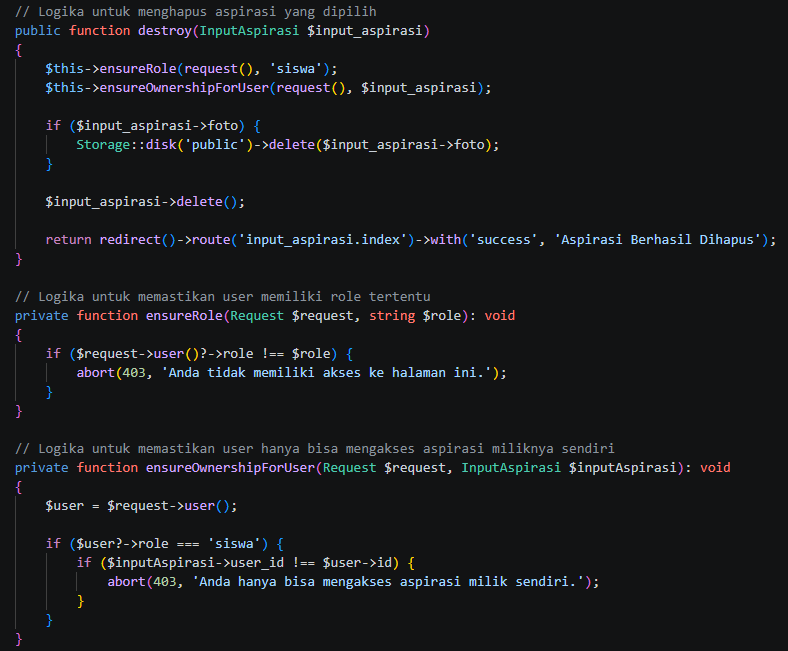 // Logika untuk menghapus aspirasi yang dipilih
public function destroy(InputAspirasi $input_aspirasi)
{
    $this->ensureRole(request(), 'siswa');
    $this->ensureOwnershipForUser(request(), $input_aspirasi);

    if ($input_aspirasi->foto) {
        Storage::disk('public')->delete($input_aspirasi->foto);
    }

    $input_aspirasi->delete();

    return redirect()->route('input_aspirasi.index')->with('success', 'Aspirasi Berhasil Dihapus');
}

// Logika untuk memastikan user memiliki role tertentu
private function ensureRole(Request $request, string $role): void
{
    if ($request->user()?->role !== $role) {
        abort(403, 'Anda tidak memiliki akses ke halaman ini.');
    }
}

// Logika untuk memastikan user hanya bisa mengakses aspirasi miliknya sendiri
private function ensureOwnershipForUser(Request $request, InputAspirasi $inputAspirasi): void
{
    $user = $request->user();

    if ($user?->role === 'siswa') {
        if ($inputAspirasi->user_id !== $user->id) {
            abort(403, 'Anda hanya bisa mengakses aspirasi milik sendiri.');
        }
    }
}